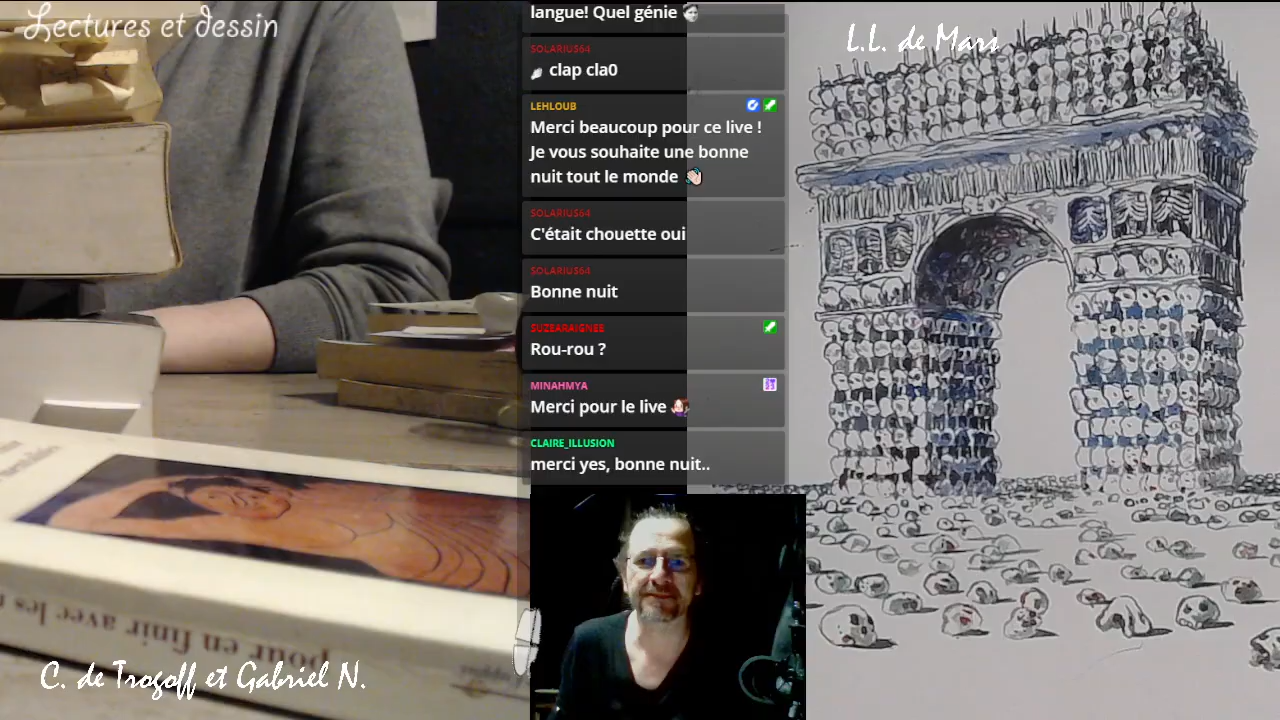 Lectures et dessin
langue! Quel génie
SOLARIUS64
clap cla0
LEHLOUB
Merci beaucoup pour ce live !
Je vous souhaite une bonne
nuit tout le monde
SOLARIUS64
C'était chouette oui
SOLARIUS64
Bonne nuit
SUZEARAIGNEE
Rou-rou ?
MINAHMYA
Merci pour le live
CLAIRE_ILLUSION
merci yes, bonne nuit..
L.L. de Mars
pour en finir avec les
C. de Trogoff et Gabriel N.